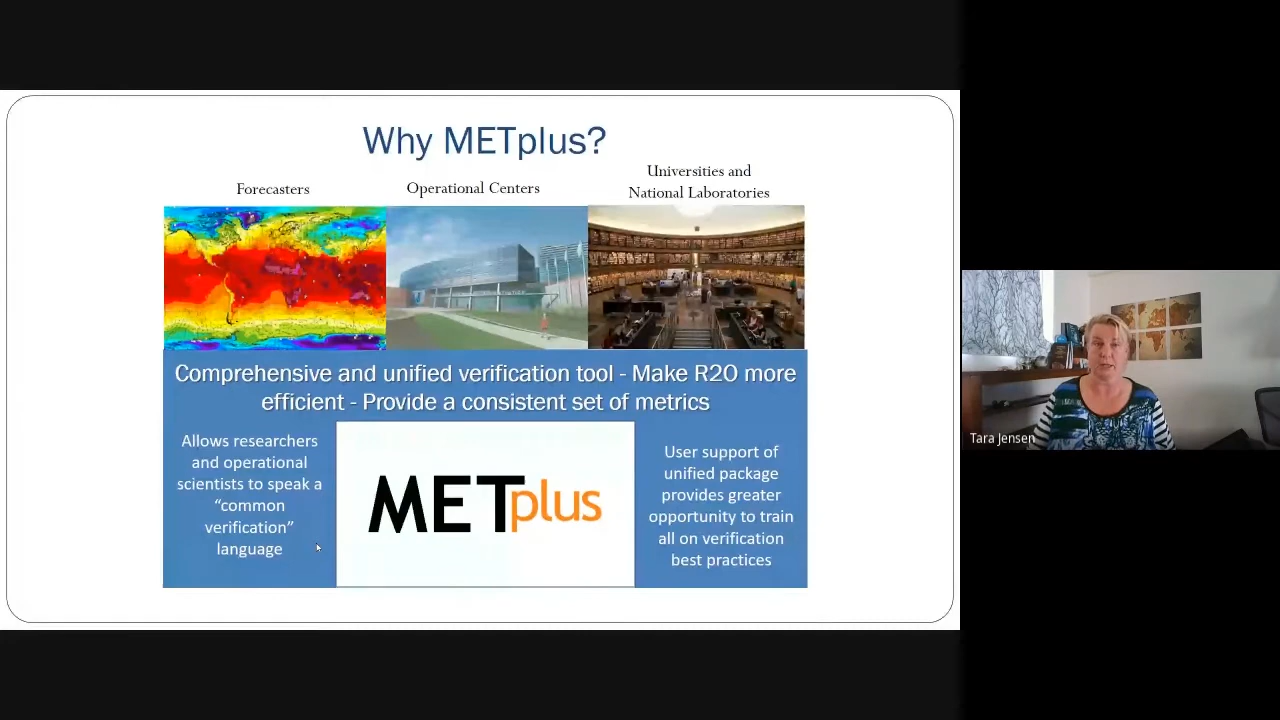 Why METplus?
Forecasters
Operational Centers
Universities and
National Laboratories
Comprehensive and unified verification tool - Make R2O more
efficient - Provide a consistent set of metrics
Allows researchers
and operational
scientists to speak a
“common
verification”
language
METplus
User support of
unified package
provides greater
opportunity to train
all on verification
best practices
Tara Jensen